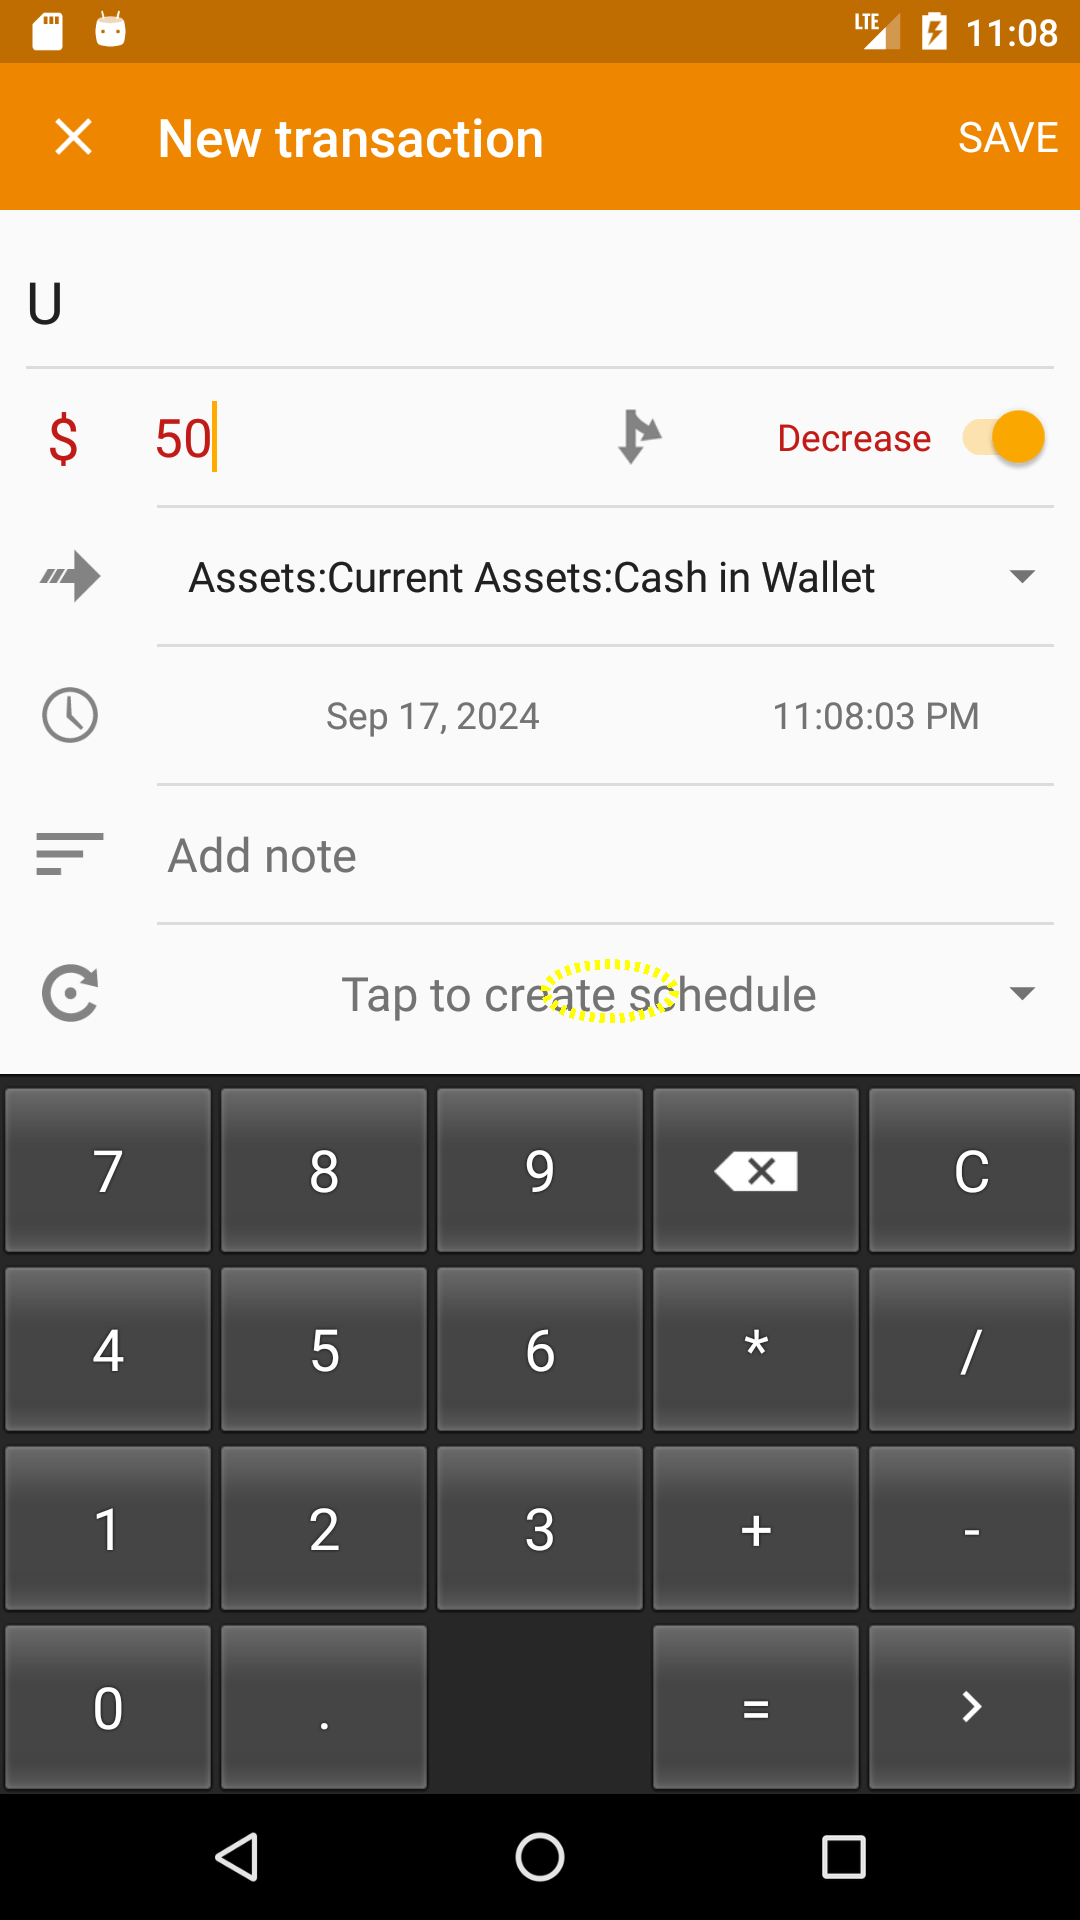 LTE 11:08
New transaction SAVE
U
$ 50 Decrease
Assets:Current Assets:Cash in Wallet
Sep 17, 2024 11:08:03 PM
Add note
Tap to create schedule
7 8 9 C
4 5 6 * /
1 2 3 + -
0 . = >